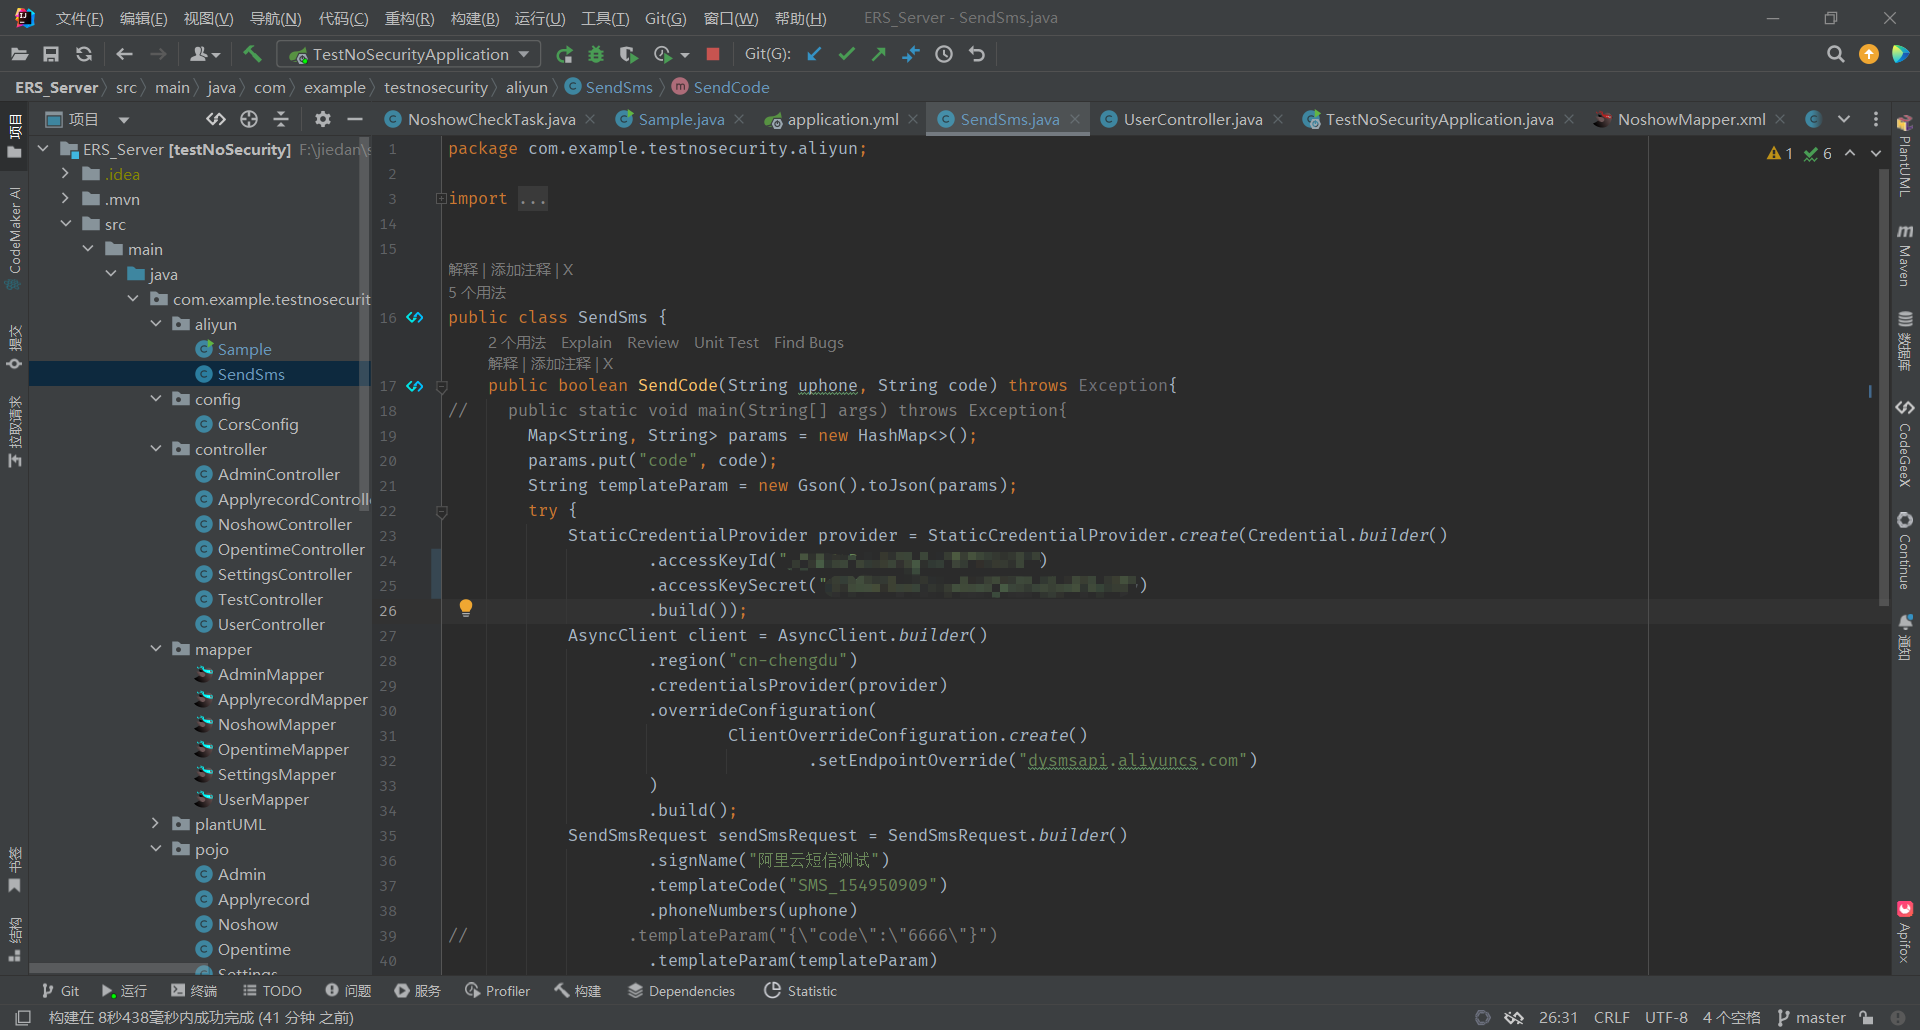 文件(F) 编辑(E) 视图(V) 导航(N) 代码(C) 重构(R) 构建(B) 运行(U) 工具(T) Git(G) 窗口(W) 帮助(H) ERS_Server - SendSms.java
TestNoSecurityApplication Git(G):
ERS_Server src main java com example testnosecurity aliyun SendSms SendCode
项目 NoshowCheckTask.java Sample.java application.yml SendSms.java UserController.java TestNoSecurityApplication.java NoshowMapper.xml
项目
CodeMaker AI
提交
拉取请求
书签
结构
ERS_Server [testNoSecurity] F:\jiedan\s
.idea
.mvn
src
main
java
com.example.testnosecurit
aliyun
Sample
SendSms
config
CorsConfig
controller
AdminController
ApplyrecordControll
NoshowController
OpentimeController
SettingsController
TestController
UserController
mapper
AdminMapper
ApplyrecordMapper
NoshowMapper
OpentimeMapper
SettingsMapper
UserMapper
plantUML
pojo
Admin
Applyrecord
Noshow
Opentime
Settings
1 package com.example.testnosecurity.aliyun;
2
3 import ...
14
15
解释 | 添加注释 | X
5 个用法
16 public class SendSms {
2 个用法 Explain Review Unit Test Find Bugs
解释 | 添加注释 | X
17 public boolean SendCode(String uphone, String code) throws Exception{
18 // public static void main(String[] args) throws Exception{
19 Map<String, String> params = new HashMap<>();
20 params.put("code", code);
21 String templateParam = new Gson().toJson(params);
22 try {
23 StaticCredentialProvider provider = StaticCredentialProvider.create(Credential.builder()
24 .accessKeyId(" ")
25 .accessKeySecret(" ")
26 .build());
27 AsyncClient client = AsyncClient.builder()
28 .region("cn-chengdu")
29 .credentialsProvider(provider)
30 .overrideConfiguration(
31 ClientOverrideConfiguration.create()
32 .setEndpointOverride("dysmsapi.aliyuncs.com")
33 )
34 .build();
35 SendSmsRequest sendSmsRequest = SendSmsRequest.builder()
36 .signName("阿里云短信测试")
37 .templateCode("SMS_154950909")
38 .phoneNumbers(uphone)
39 // .templateParam("{\"code\":\"6666\"}")
40 .templateParam(templateParam)
1 6
PlantUML
Maven
数据库
CodeGeeX
Continue
通知
Apifox
Git 运行 终端 TODO 问题 服务 Profiler 构建 Dependencies Statistic
构建在 8秒438毫秒内成功完成 (41 分钟 之前) 26:31 CRLF UTF-8 4 个空格 master